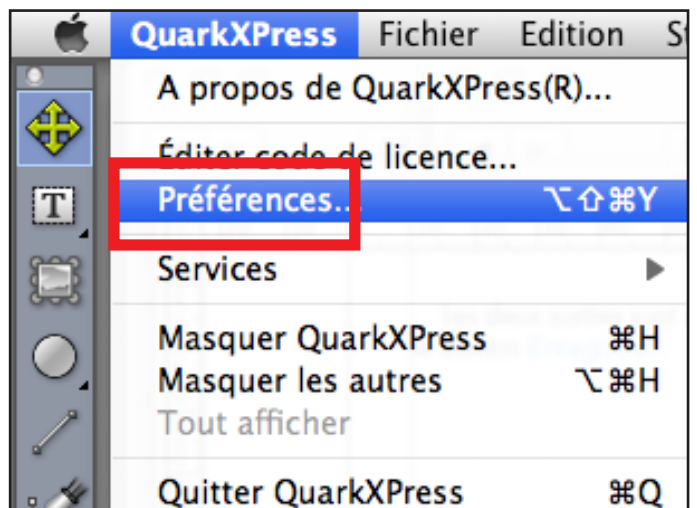 QuarkXPress Fichier Edition S
A propos de QuarkXPress(R)...
Éditer code de licence...
T
Préférences... ⌥⇧⌘Y
Services
Masquer QuarkXPress ⌘H
Masquer les autres ⌥⌘H
Tout afficher
Quitter QuarkXPress ⌘Q